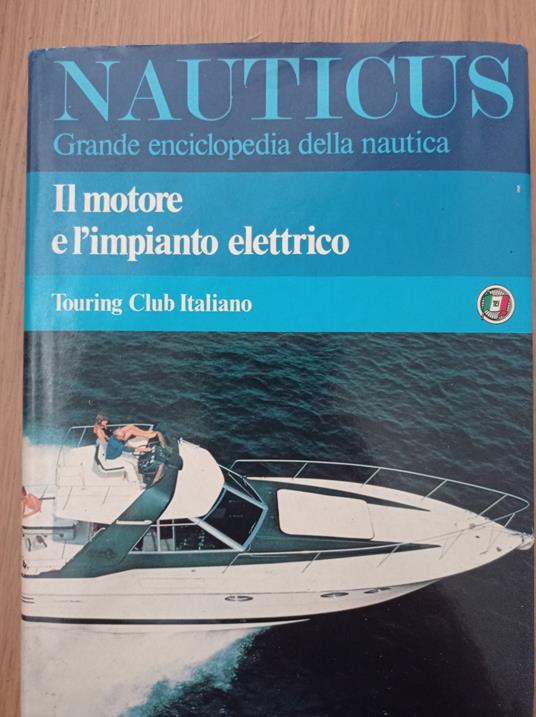 NAUTICUS
Grande enciclopedia della nautica
Il motore
e l'impianto elettrico
Touring Club Italiano